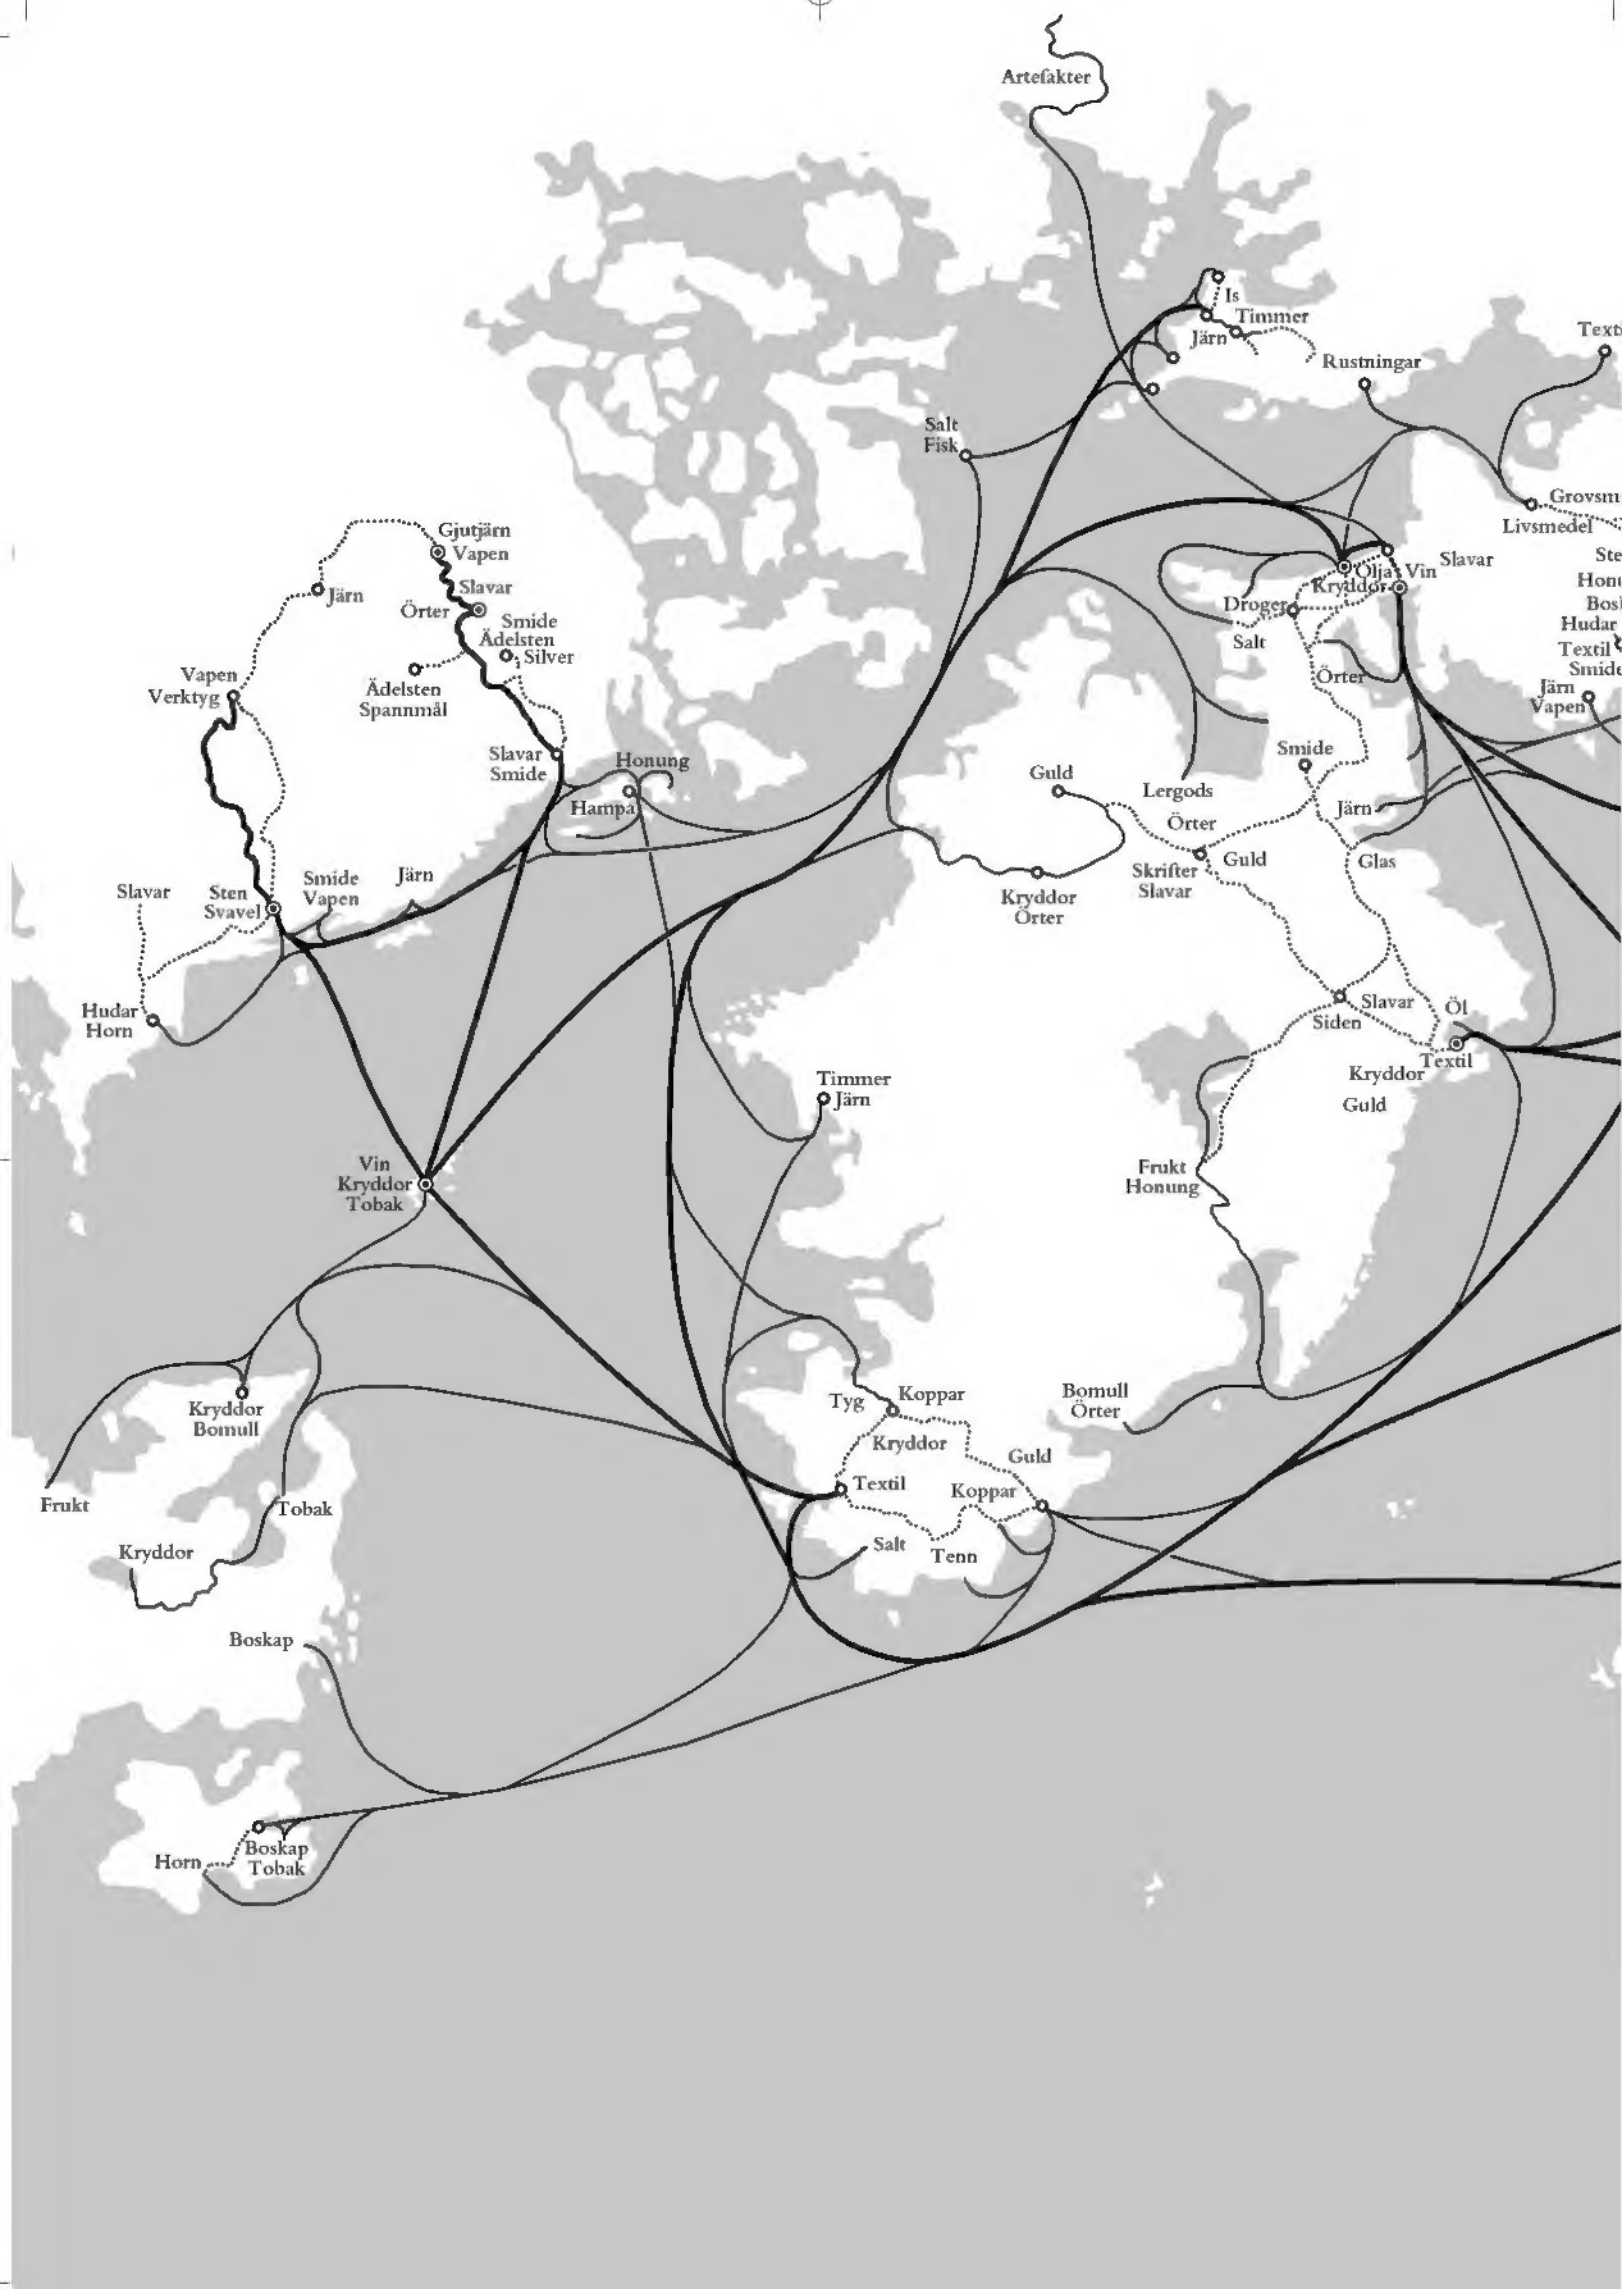 Artefakter
Is
Timmer
Järn
Rustningar
Text
Salt
Fisk
Grovsm
Livsmedel
Gjutjärn
Vapen
Slavar
Örter
Smide
Ädelsten
Silver
Järn
Ädelsten
Spannmål
Vapen
Verktyg
Slavar
Smide
Honung
Hampa
Olja Vin
Kryddor
Slavar
Droger
Salt
Örter
Ste
Hon
Bos
Hudar
Textil
Smide
Järn
Vapen
Smide
Guld
Lergods
Järn
Örter
Guld
Glas
Skrifter
Slavar
Kryddor
Örter
Slavar
Sten
Svavel
Smide
Vapen
Järn
Hudar
Horn
Slavar
Siden
Öl
Textil
Kryddor
Guld
Timmer
Järn
Vin
Kryddor
Tobak
Frukt
Honung
Kryddor
Bomull
Frukt
Tobak
Kryddor
Tyg
Koppar
Kryddor
Bomull
Örter
Guld
Textil
Koppar
Salt
Tenn
Boskap
Boskap
Tobak
Horn